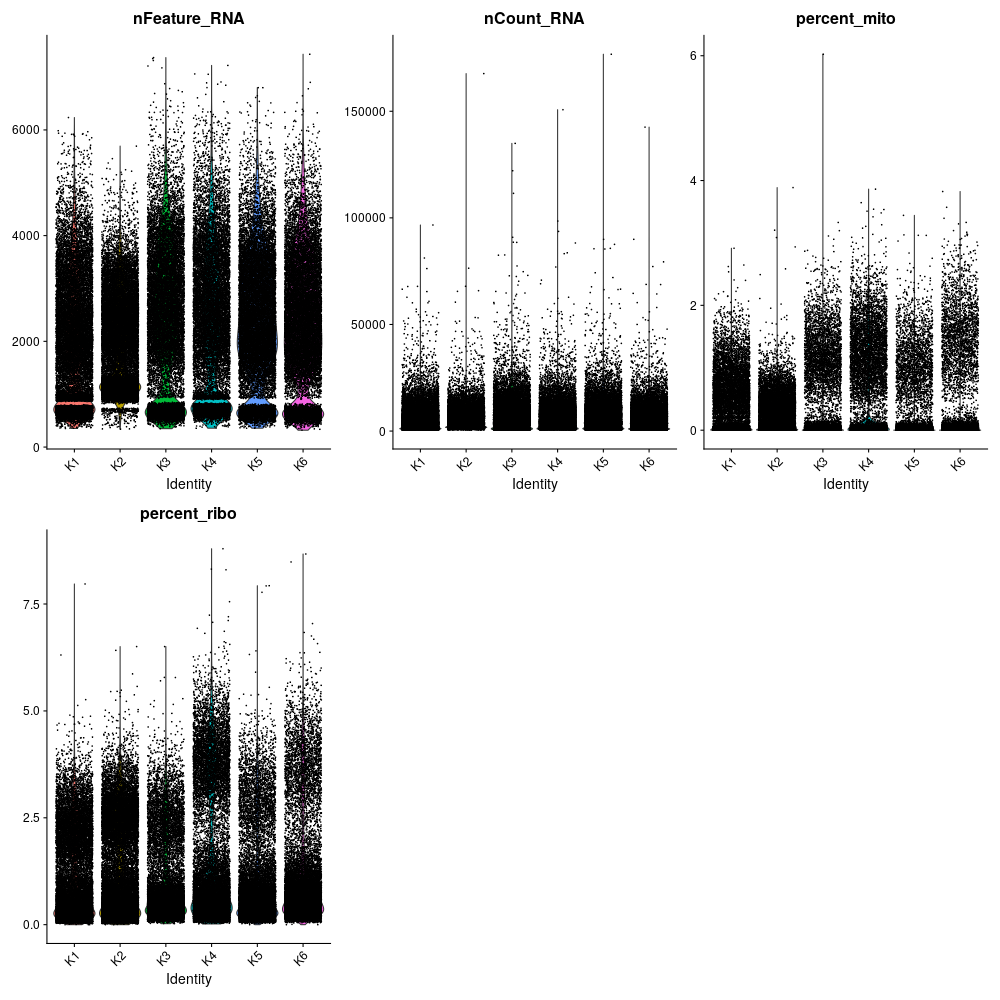 nFeature_RNA
6000
4000
2000
0
K1 K2 K3 K4 K5 K6
Identity
nCount_RNA
150000
100000
50000
0
K1 K2 K3 K4 K5 K6
Identity
percent_mito
6
4
2
0
K1 K2 K3 K4 K5 K6
Identity
percent_ribo
7.5
5.0
2.5
0.0
K1 K2 K3 K4 K5 K6
Identity